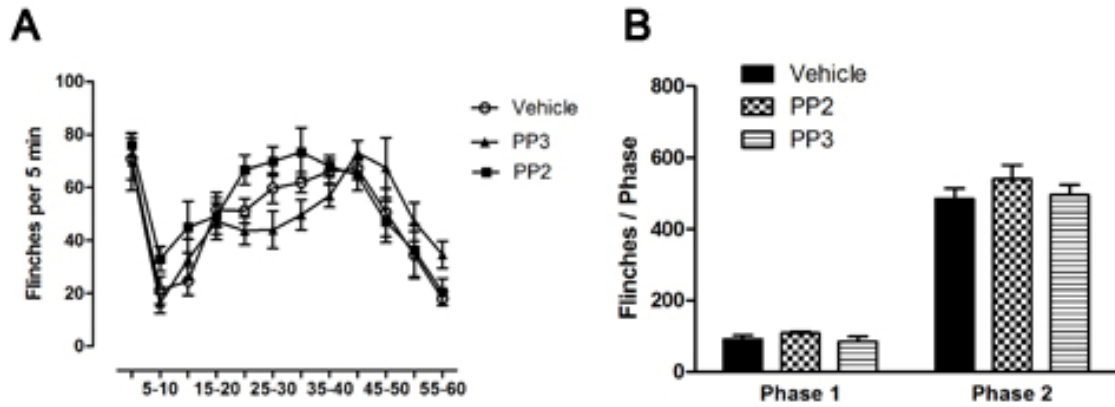 A
Flinches per 5 min
100
80
60
40
20
0
5-10 15-20 25-30 35-40 45-50 55-60
Vehicle
PP3
PP2
B
Flinches / Phase
800
600
400
200
0
Vehicle
PP2
PP3
Phase 1 Phase 2